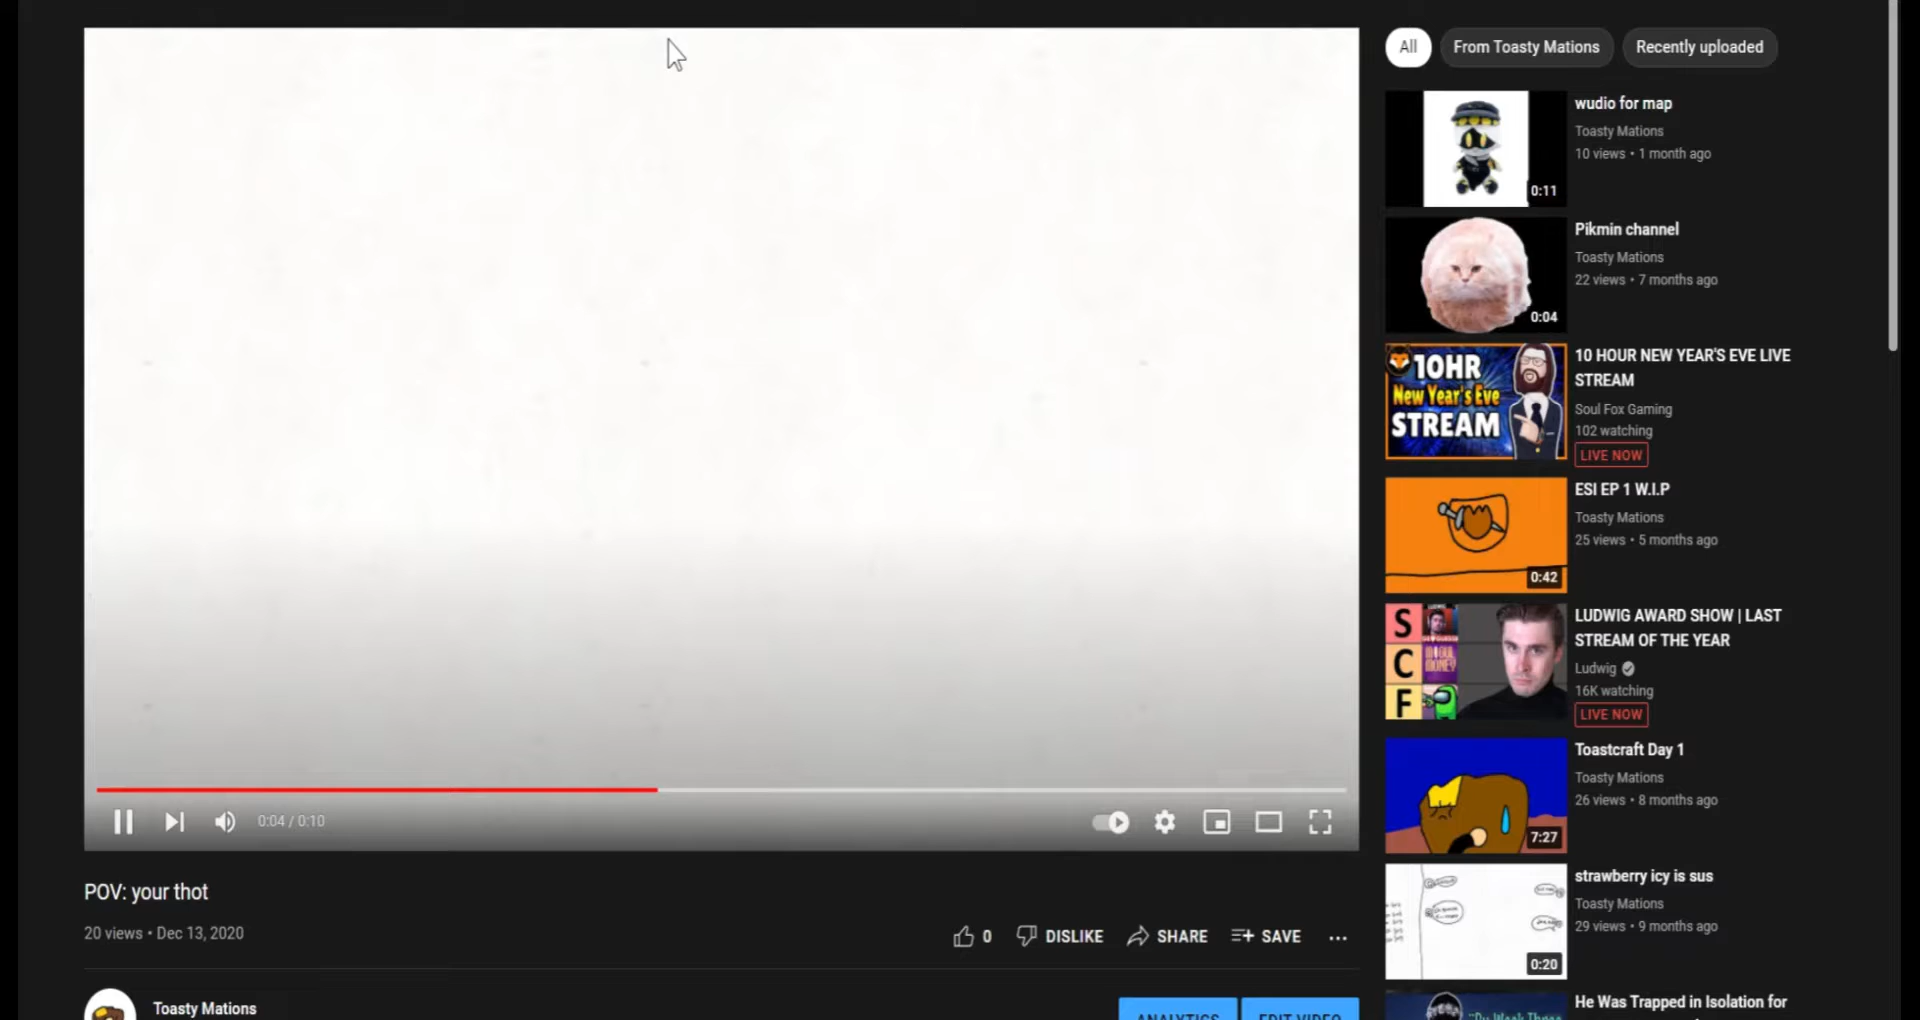 All
From Toasty Mations
Recently uploaded
wudio for map
Toasty Mations
10 views • 1 month ago
0:11
Pikmin channel
Toasty Mations
22 views • 7 months ago
0:04
10HR
New Year's Eve
STREAM
10 HOUR NEW YEAR'S EVE LIVE
STREAM
Soul Fox Gaming
102 watching
LIVE NOW
ESI EP 1 W.I.P
Toasty Mations
25 views • 5 months ago
0:42
S
C
F
MOGUL
MONEY
LUDWIG AWARD SHOW | LAST
STREAM OF THE YEAR
Ludwig
16K watching
LIVE NOW
Toastcraft Day 1
Toasty Mations
26 views • 8 months ago
7:27
strawberry icy is sus
Toasty Mations
29 views • 9 months ago
0:20
He Was Trapped in Isolation for
0:04 / 0:10
POV: your thot
20 views • Dec 13, 2020
0
DISLIKE
SHARE
SAVE
Toasty Mations
ANALYTICS
EDIT VIDEO